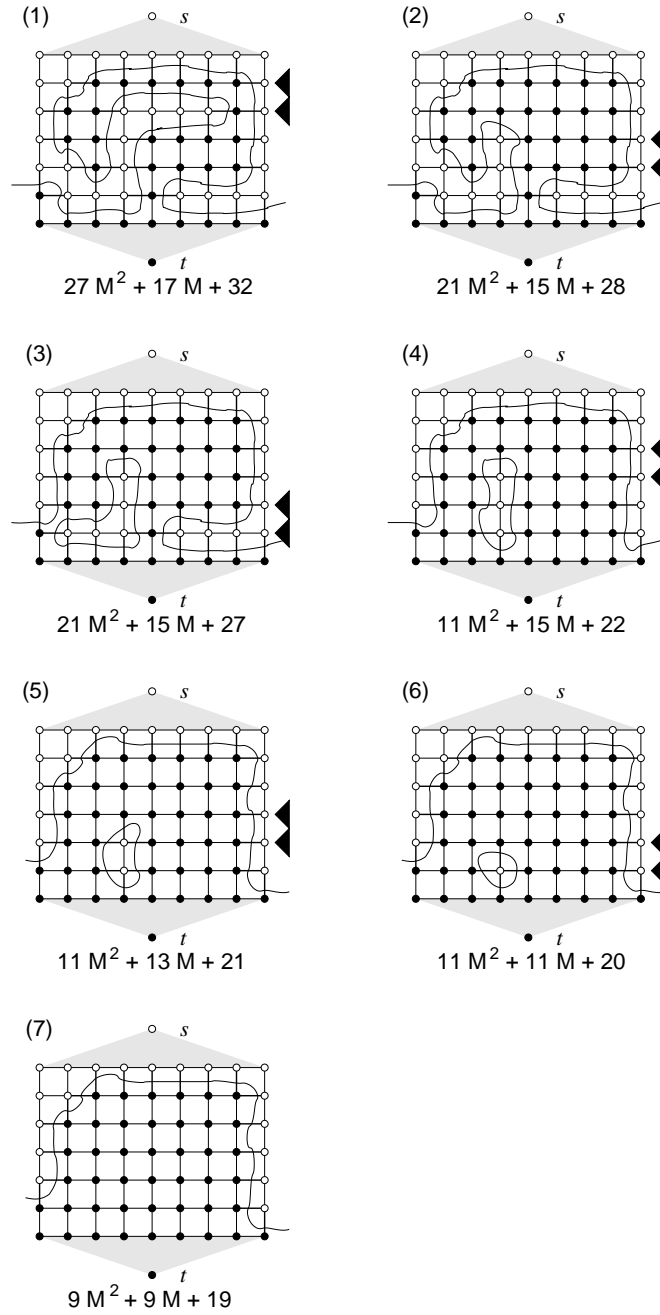 (1) s
t
27 M² + 17 M + 32
(2) s
t
21 M² + 15 M + 28
(3) s
t
21 M² + 15 M + 27
(4) s
t
11 M² + 15 M + 22
(5) s
t
11 M² + 13 M + 21
(6) s
t
11 M² + 11 M + 20
(7) s
t
9 M² + 9 M + 19